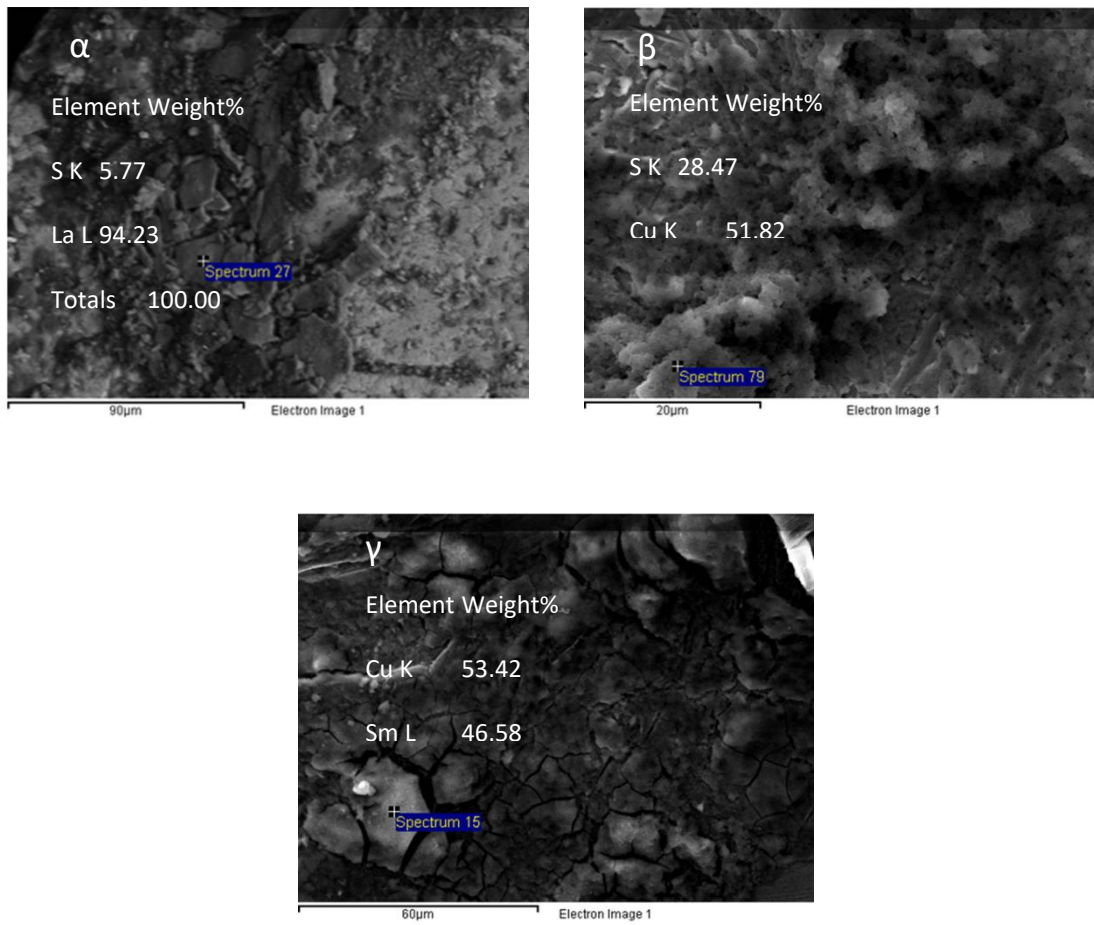 α
Element Weight%
S K 5.77
La L 94.23
Spectrum 27
Totals 100.00
90μm Electron Image 1
β
Element Weight%
S K 28.47
Cu K 51.82
Spectrum 79
20μm Electron Image 1
γ
Element Weight%
Cu K 53.42
Sm L 46.58
Spectrum 15
60μm Electron Image 1